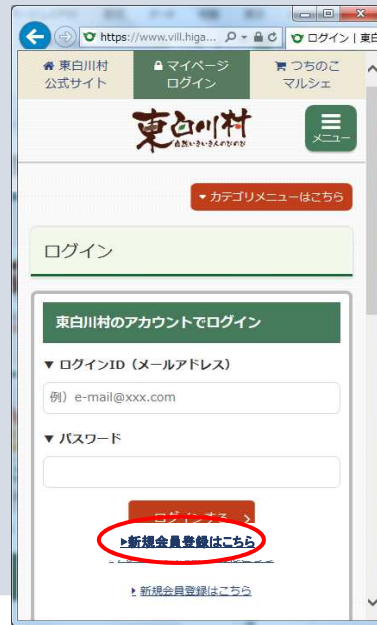 https://www.vill.higa...
ログイン | 東白
東白川村
公式サイト
マイページ
ログイン
つちのこ
マルシェ
東白川村
メニュー
カテゴリメニューはこちら
ログイン
東白川村のアカウントでログイン
▼ ログインID（メールアドレス）
例）e-mail@xxx.com
▼ パスワード
ログインする
▸新規会員登録はこちら
▸ 新規会員登録はこちら